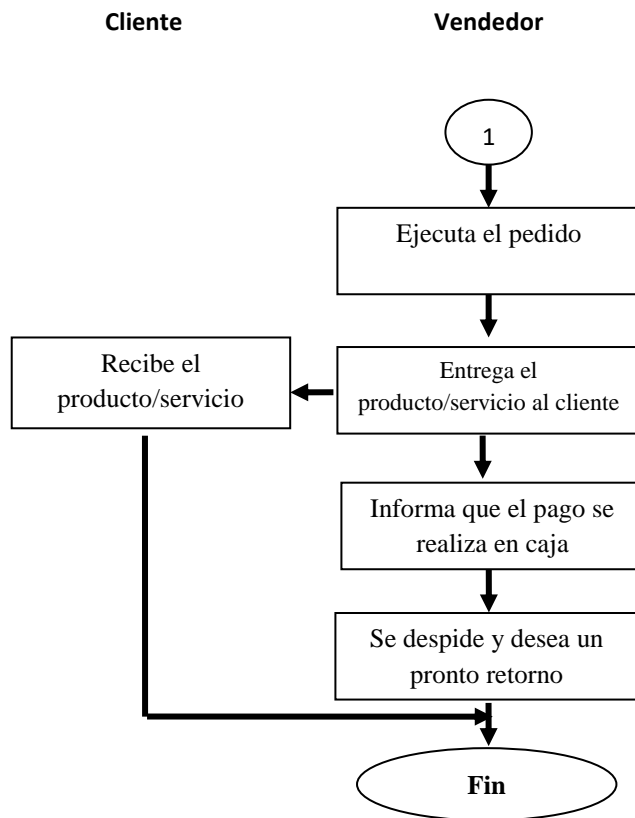 Cliente
Vendedor
1
Ejecuta el pedido
Recibe el
producto/servicio
Entrega el
producto/servicio al cliente
Informa que el pago se
realiza en caja
Se despide y desea un
pronto retorno
Fin